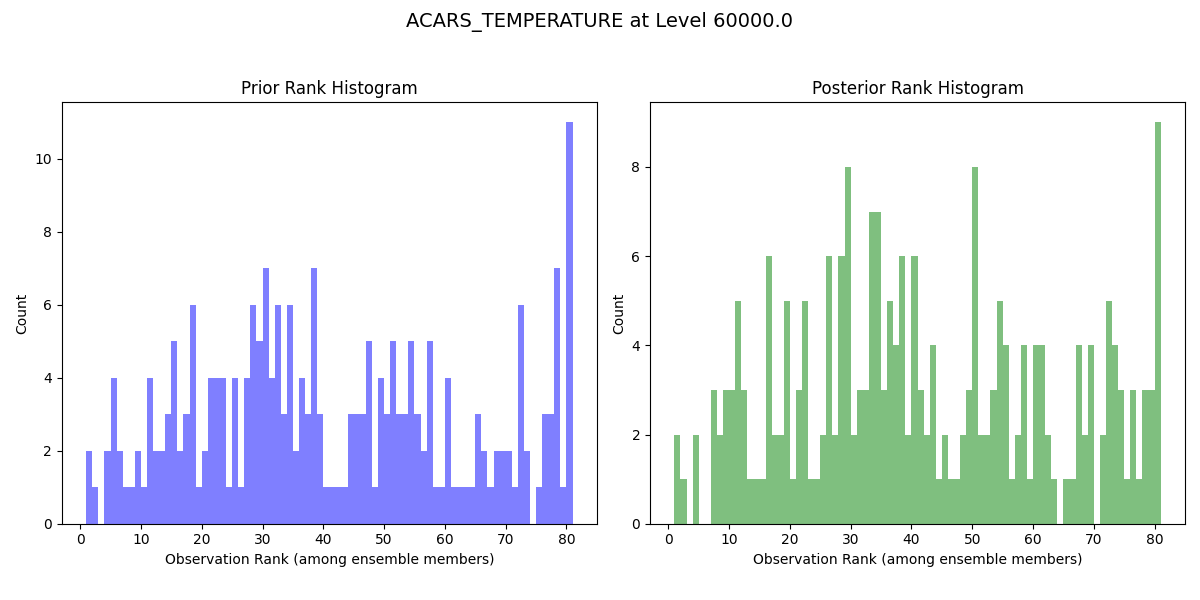 ACARS_TEMPERATURE at Level 60000.0
Prior Rank Histogram
Count
10
8
6
4
2
0
0 10 20 30 40 50 60 70 80
Observation Rank (among ensemble members)
Posterior Rank Histogram
Count
8
6
4
2
0
0 10 20 30 40 50 60 70 80
Observation Rank (among ensemble members)